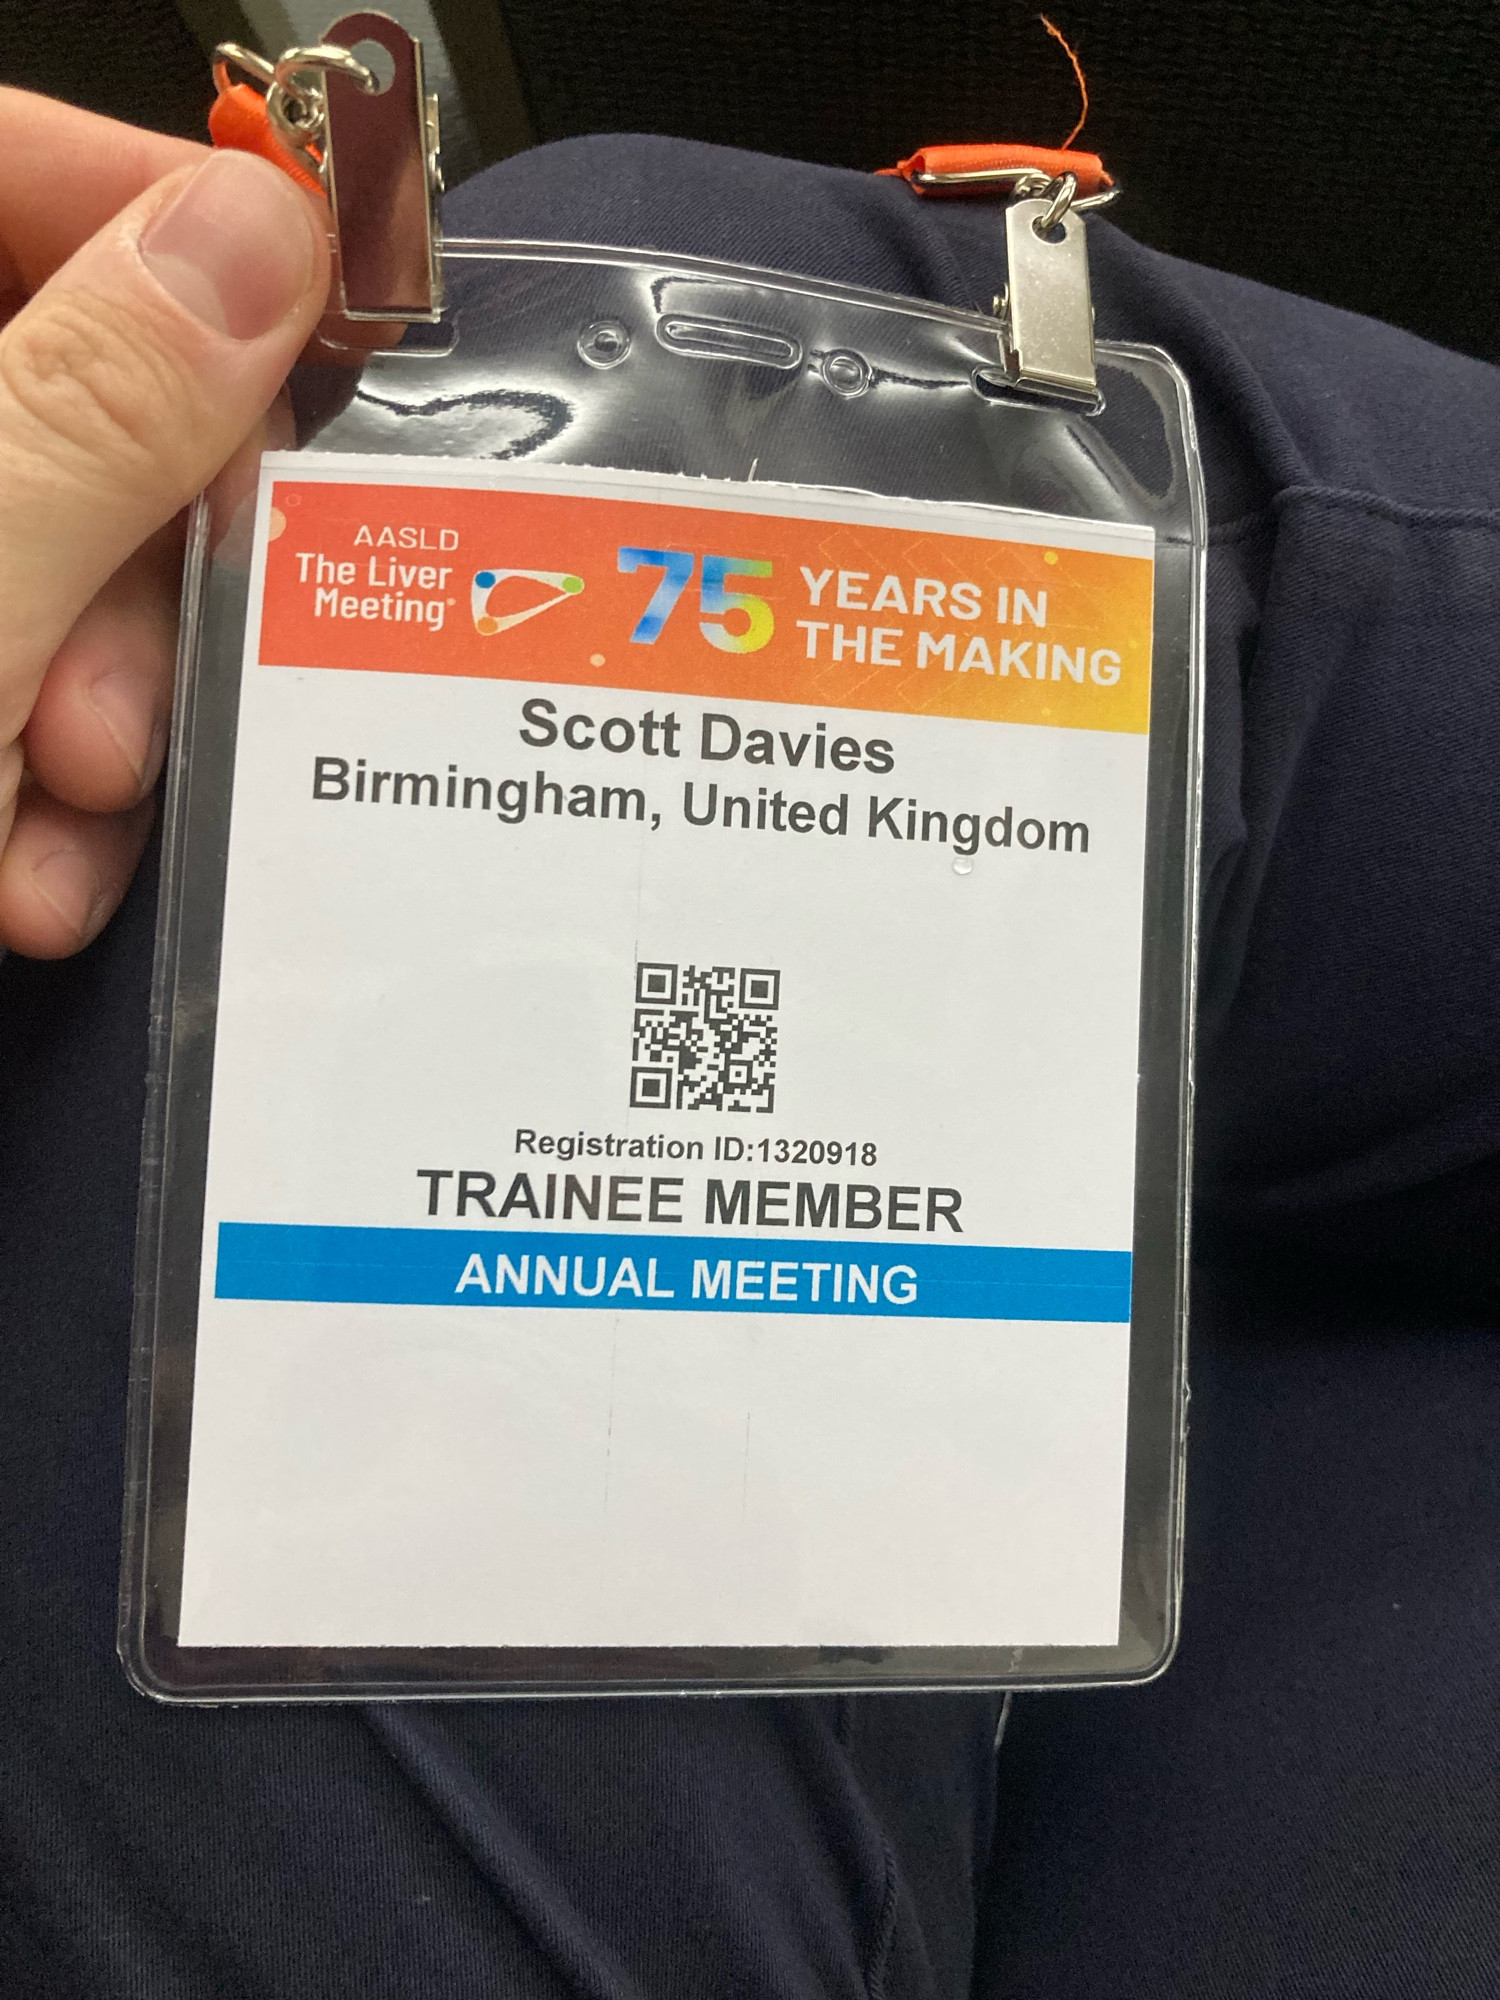 AASLD
The Liver
Meeting®
75 YEARS IN
THE MAKING
Scott Davies
Birmingham, United Kingdom
Registration ID:1320918
TRAINEE MEMBER
ANNUAL MEETING